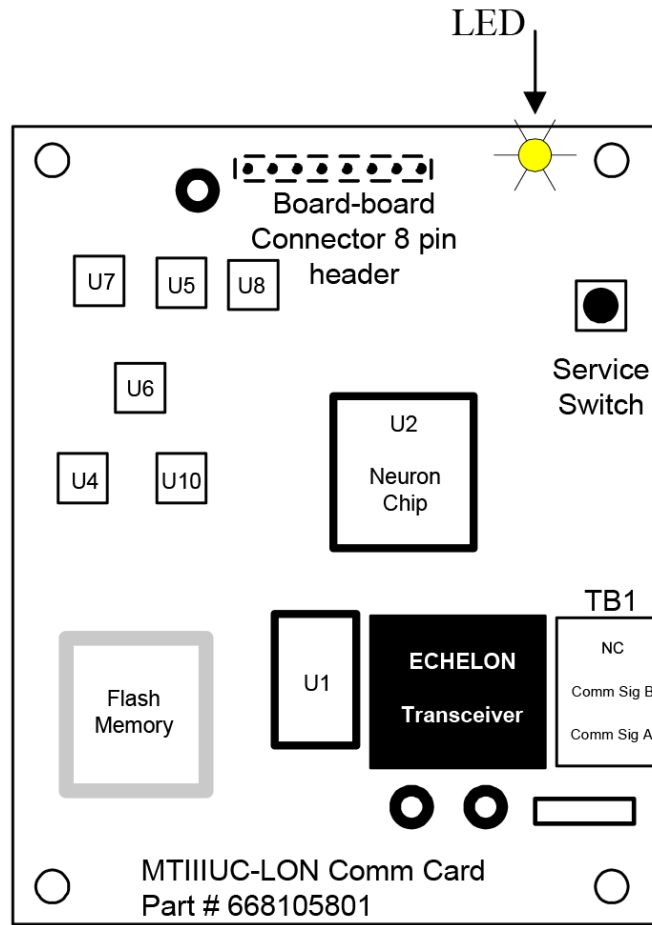 LED
Board-board
Connector 8 pin
header
U7
U5
U8
Service
Switch
U6
U2
Neuron
Chip
U4
U10
TB1
NC
Comm Sig B
Comm Sig A
ECHELON
Transceiver
U1
Flash
Memory
MTIIIUC-LON Comm Card
Part # 668105801